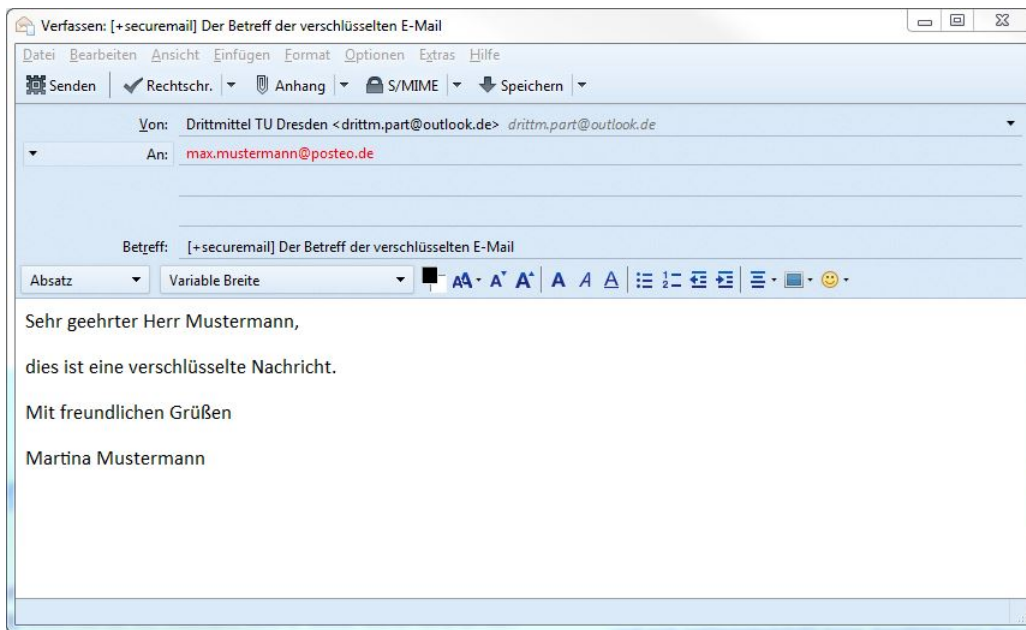 Verfassen: [+securemail] Der Betreff der verschlüsselten E-Mail
Datei Bearbeiten Ansicht Einfügen Format Optionen Extras Hilfe
Senden Rechtschr. Anhang S/MIME Speichern
Von: Drittmittel TU Dresden <drittm.part@outlook.de> drittm.part@outlook.de
An: max.mustermann@posteo.de
Betreff: [+securemail] Der Betreff der verschlüsselten E-Mail
Absatz Variable Breite
Sehr geehrter Herr Mustermann,
dies ist eine verschlüsselte Nachricht.
Mit freundlichen Grüßen
Martina Mustermann